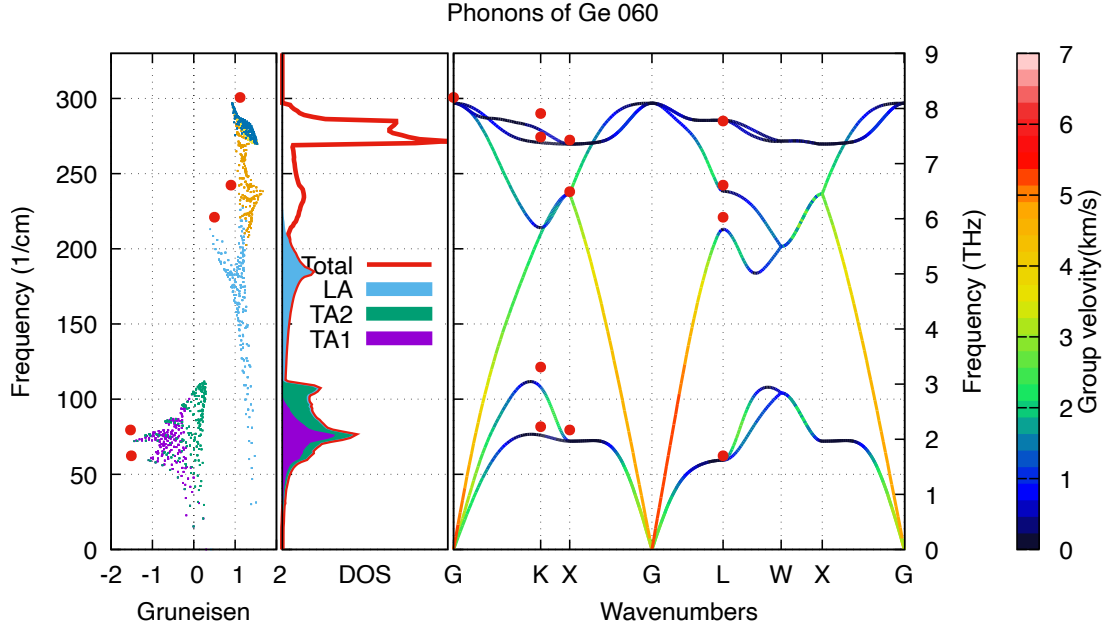 Phonons of Ge 060
Frequency (1/cm)
300
250
200
150
100
50
0
-2 -1 0 1 2
Gruneisen
Total
LA
TA2
TA1
DOS
G K X G L W X G
Wavenumbers
9
8
7
6
5
4
3
2
1
0
Frequency (THz)
7
6
5
4
3
2
1
0
Group velovity(km/s)